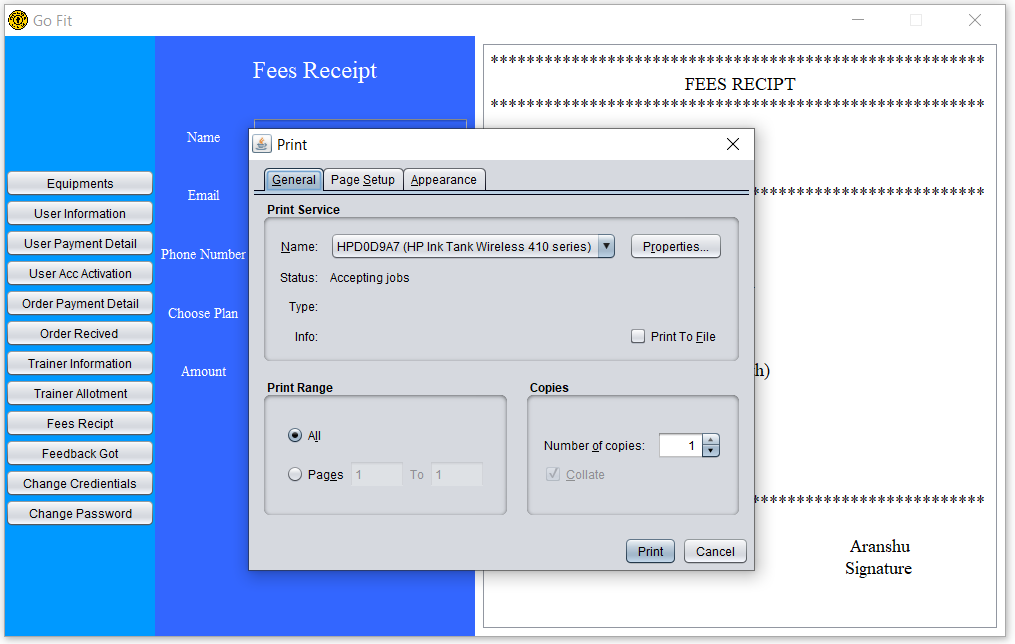 Go Fit
Equipments
User Information
User Payment Detail
User Acc Activation
Order Payment Detail
Order Recived
Trainer Information
Trainer Allotment
Fees Recipt
Feedback Got
Change Credientials
Change Password
Fees Receipt
Name
Email
Phone Number
Choose Plan
Amount
Print
General Page Setup Appearance
Print Service
Name: HPD0D9A7 (HP Ink Tank Wireless 410 series) Properties...
Status: Accepting jobs
Type:
Info: Print To File
Print Range
All
Pages 1 To 1
Copies
Number of copies: 1
Collate
Print Cancel
*******************************************************
FEES RECIPT
*******************************************************
**************************
h)
**************************
Aranshu
Signature